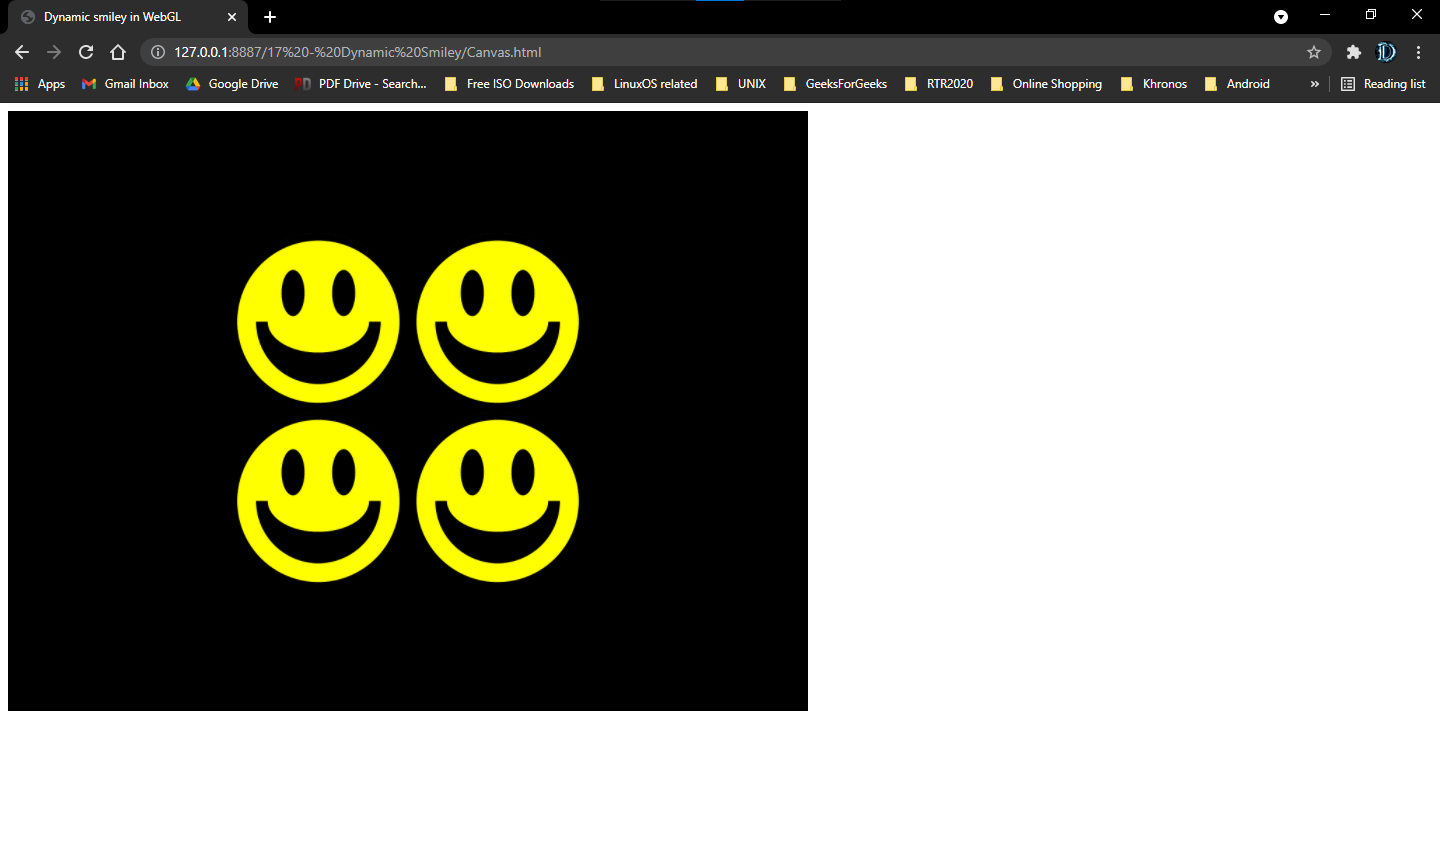 Dynamic smiley in WebGL
127.0.0.1:8887/17%20-%20Dynamic%20Smiley/Canvas.html
Apps Gmail Inbox Google Drive PDF Drive - Search... Free ISO Downloads LinuxOS related UNIX GeeksForGeeks RTR2020 Online Shopping Khronos Android » Reading list